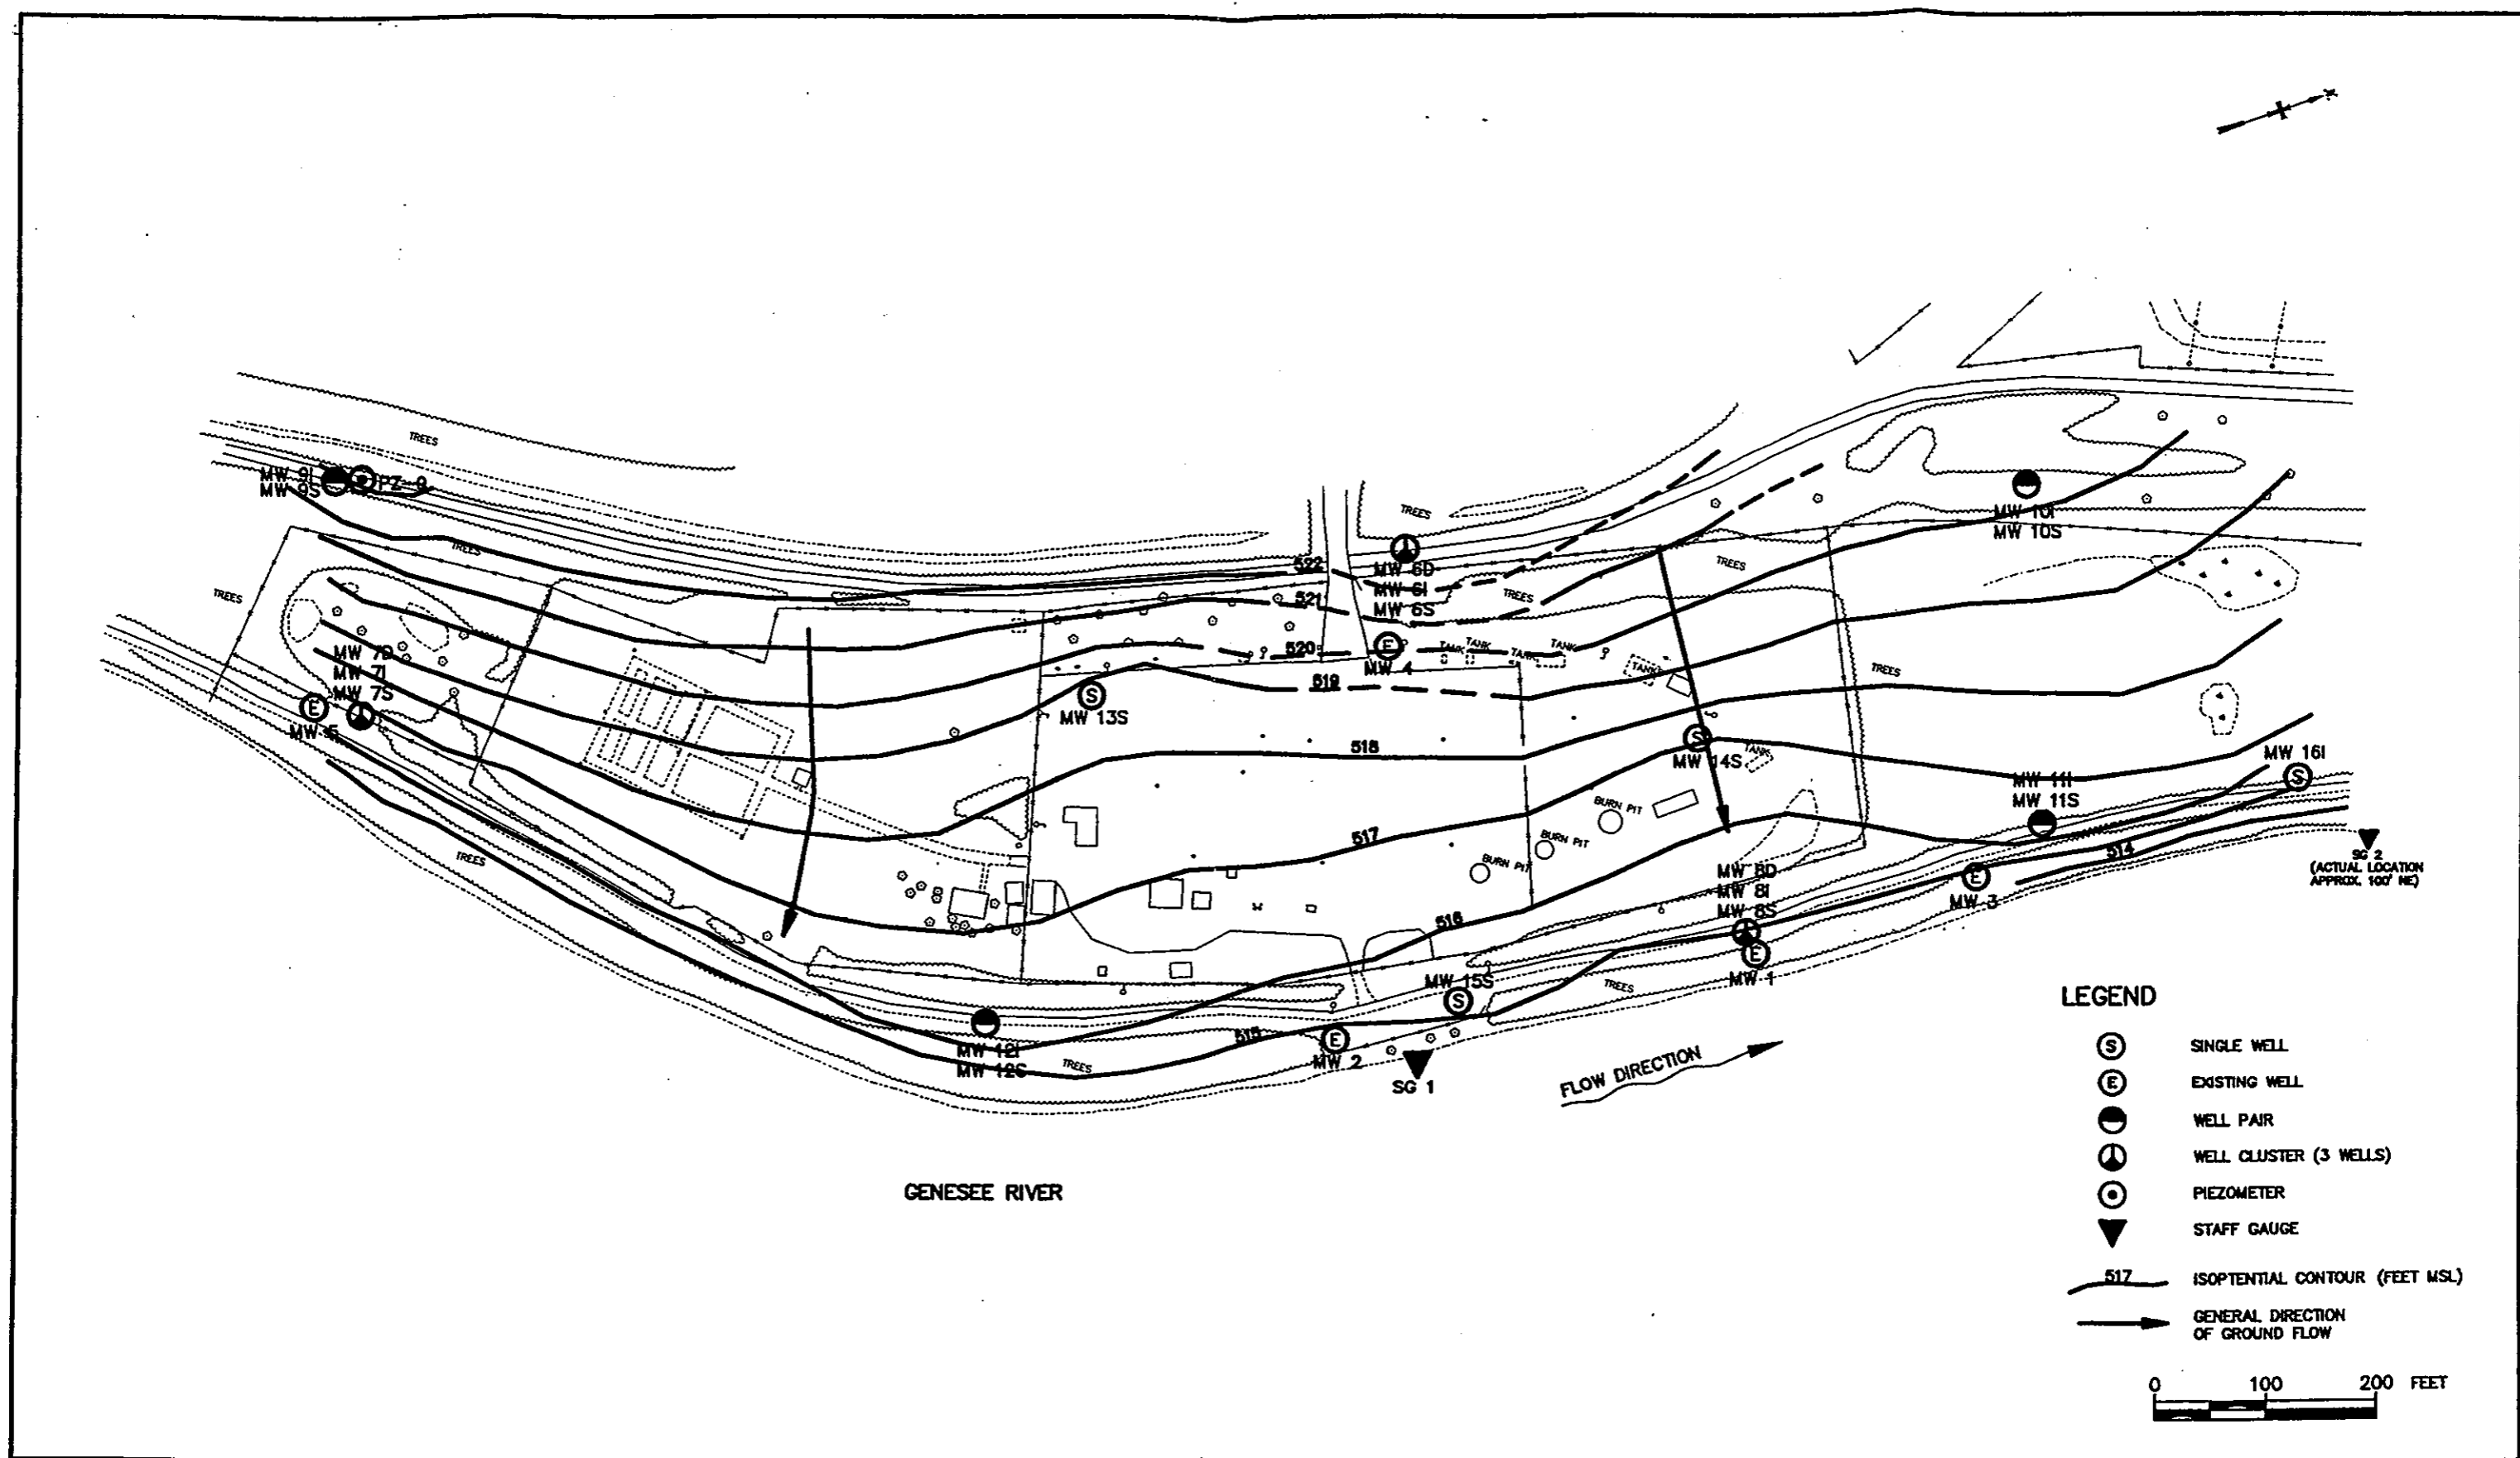 TREES
MW 9I
MW 9S
PZ-9
TREES
TREES
MW 7D
MW 7I
MW 7S
MW 5
TREES
522
521
520
519
518
517
516
515
514
TREES
MW 6D
MW 6I
MW 6S
TREES
MW 4
TANK
TANK
TANK
TANK
TANK
TREES
TREES
MW 10I
MW 10S
MW 13S
MW 14S
TANK
BURN PIT
BURN PIT
BURN PIT
MW 11I
MW 11S
MW 16I
MW 3
SG 2
(ACTUAL LOCATION
APPROX. 100' NE)
MW 8D
MW 8I
MW 8S
MW 1
TREES
MW 15S
MW 2
SG 1
MW 12I
MW 12S
TREES
FLOW DIRECTION
GENESEE RIVER
LEGEND
S SINGLE WELL
E EXISTING WELL
WELL PAIR
WELL CLUSTER (3 WELLS)
PIEZOMETER
STAFF GAUGE
517 ISOPTENTIAL CONTOUR (FEET MSL)
GENERAL DIRECTION
OF GROUND FLOW
0 100 200 FEET